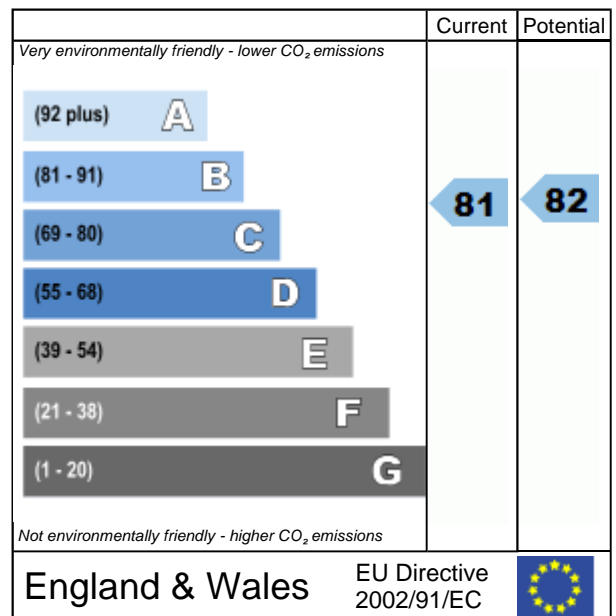 Current Potential
Very environmentally friendly - lower CO₂ emissions
(92 plus) A
(81 - 91) B
81 82
(69 - 80) C
(55 - 68) D
(39 - 54) E
(21 - 38) F
(1 - 20) G
Not environmentally friendly - higher CO₂ emissions
England & Wales
EU Directive
2002/91/EC